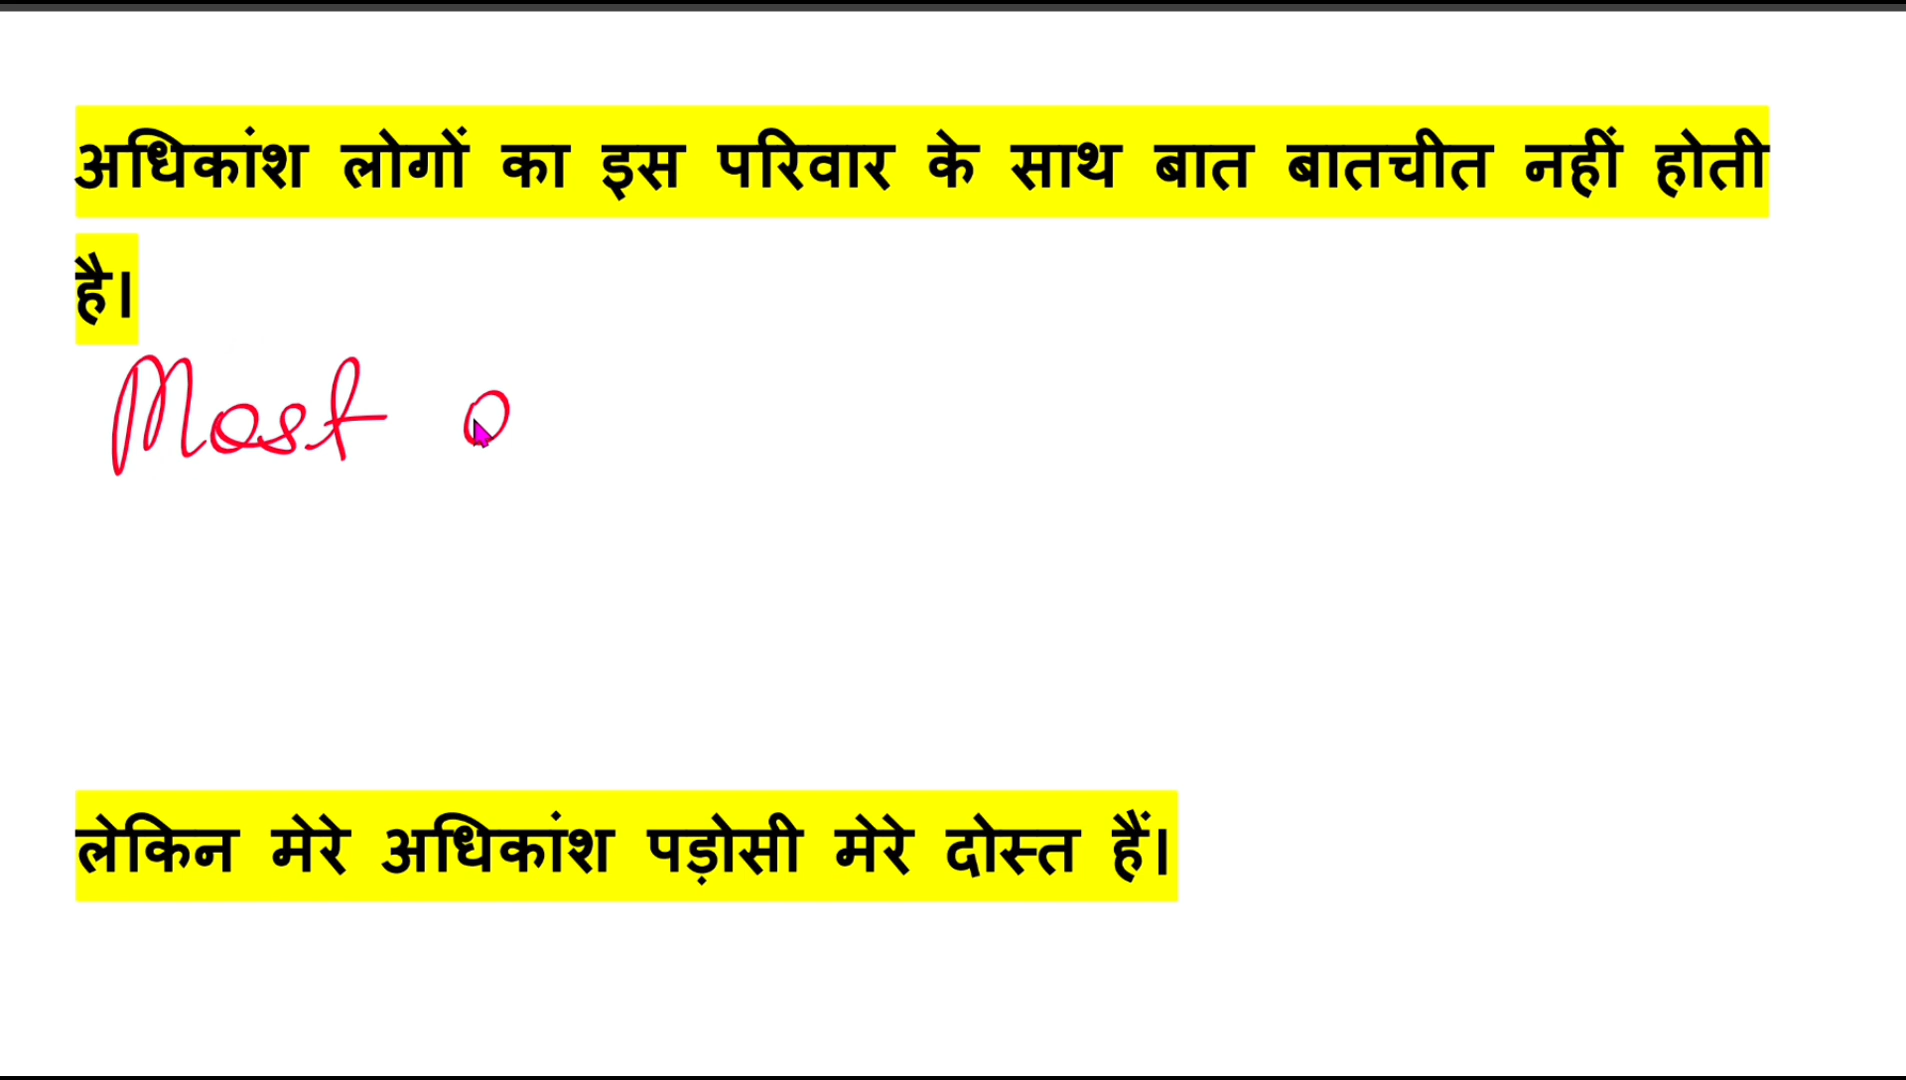 अधिकांश लोगों का इस परिवार के साथ बात बातचीत नहीं होती
है।
Most o
लेकिन मेरे अधिकांश पड़ोसी मेरे दोस्त हैं।